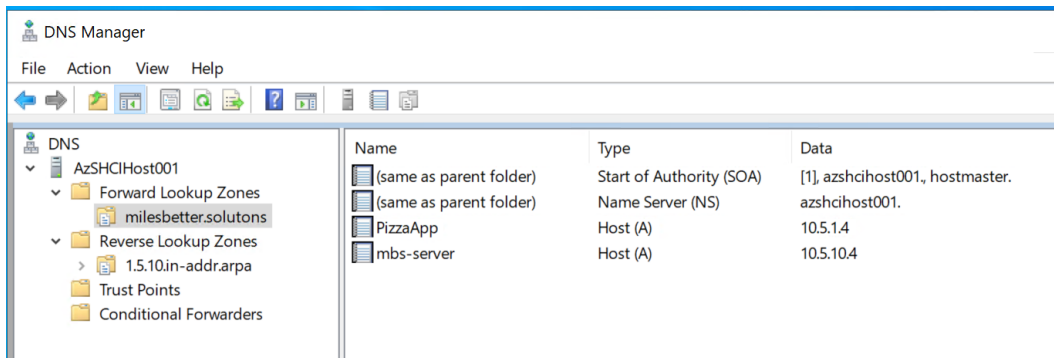 DNS Manager
File Action View Help
DNS
AzSHCIHost001
Forward Lookup Zones
milesbetter.solutons
Reverse Lookup Zones
1.5.10.in-addr.arpa
Trust Points
Conditional Forwarders
Name Type Data
(same as parent folder) Start of Authority (SOA) [1], azshcihost001., hostmaster.
(same as parent folder) Name Server (NS) azshcihost001.
PizzaApp Host (A) 10.5.1.4
mbs-server Host (A) 10.5.10.4